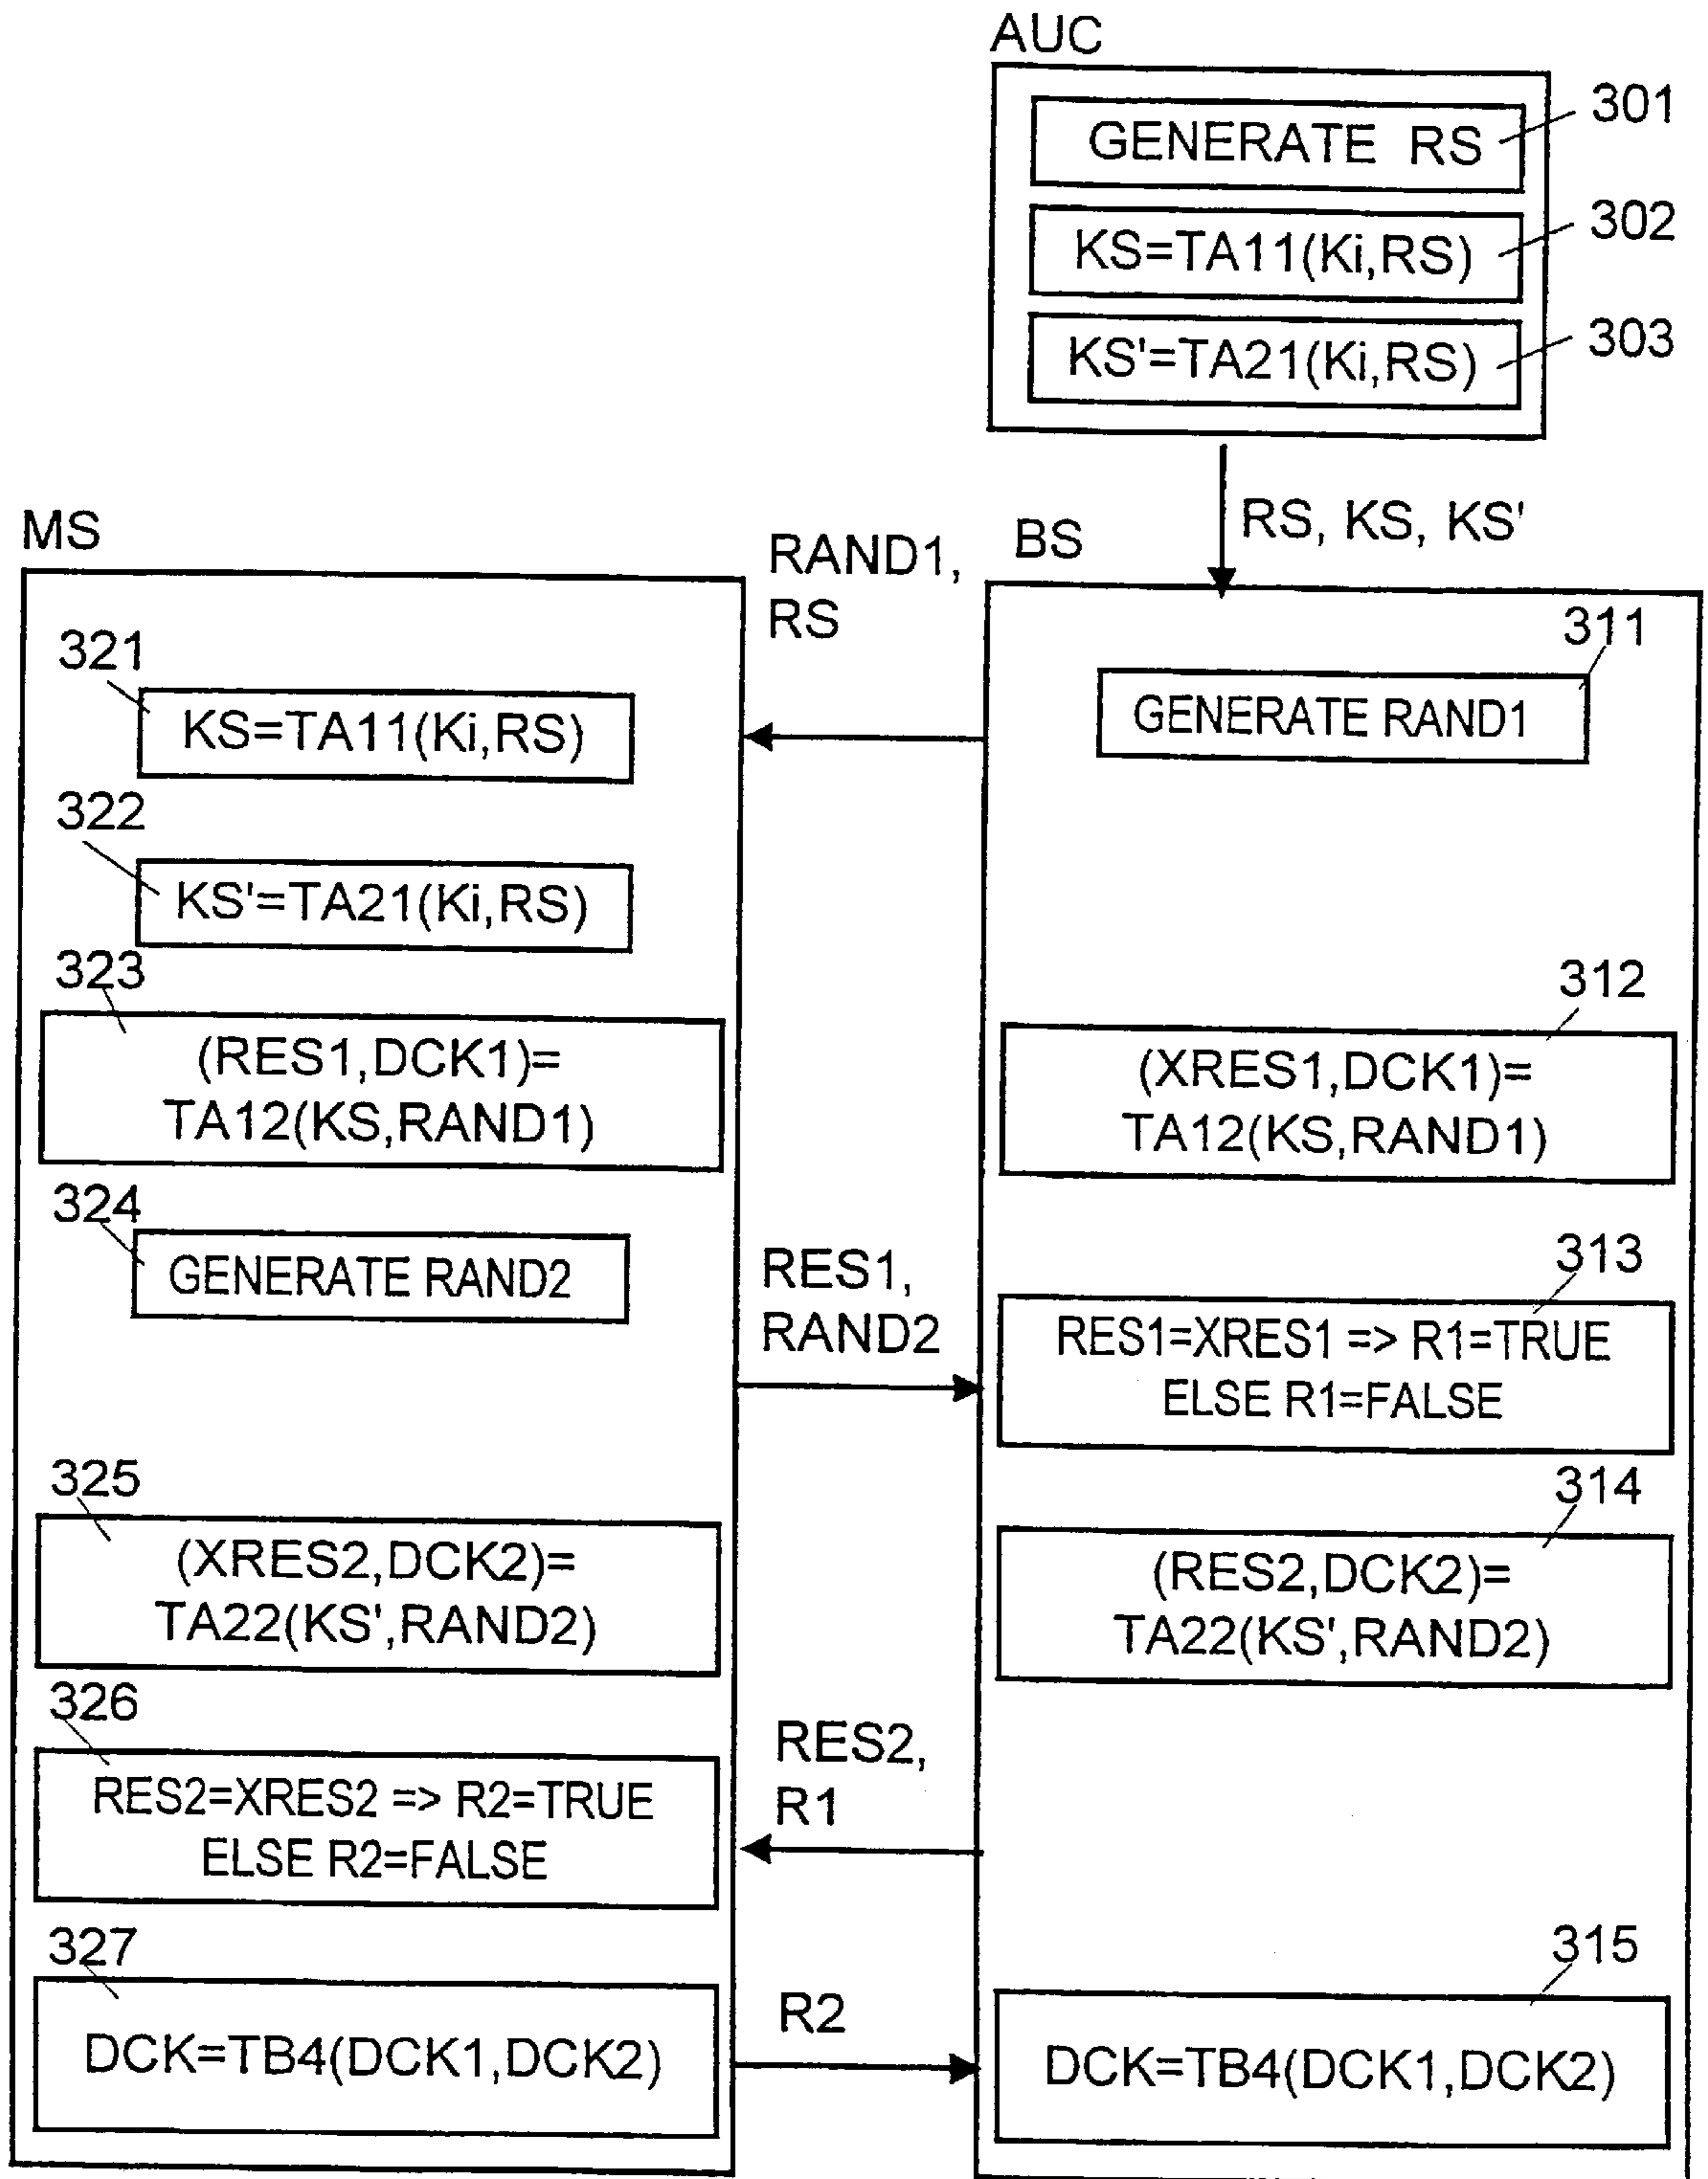 AUC
301
GENERATE RS
302
KS=TA11(Ki,RS)
303
KS'=TA21(Ki,RS)
RS, KS, KS'
MS
RAND1,
RS
BS
311
GENERATE RAND1
321
KS=TA11(Ki,RS)
322
KS'=TA21(Ki,RS)
323
(RES1,DCK1)=
TA12(KS,RAND1)
312
(XRES1,DCK1)=
TA12(KS,RAND1)
324
GENERATE RAND2
RES1,
RAND2
313
RES1=XRES1 => R1=TRUE
ELSE R1=FALSE
325
(XRES2,DCK2)=
TA22(KS',RAND2)
314
(RES2,DCK2)=
TA22(KS',RAND2)
326
RES2=XRES2 => R2=TRUE
ELSE R2=FALSE
RES2,
R1
327
DCK=TB4(DCK1,DCK2)
R2
315
DCK=TB4(DCK1,DCK2)